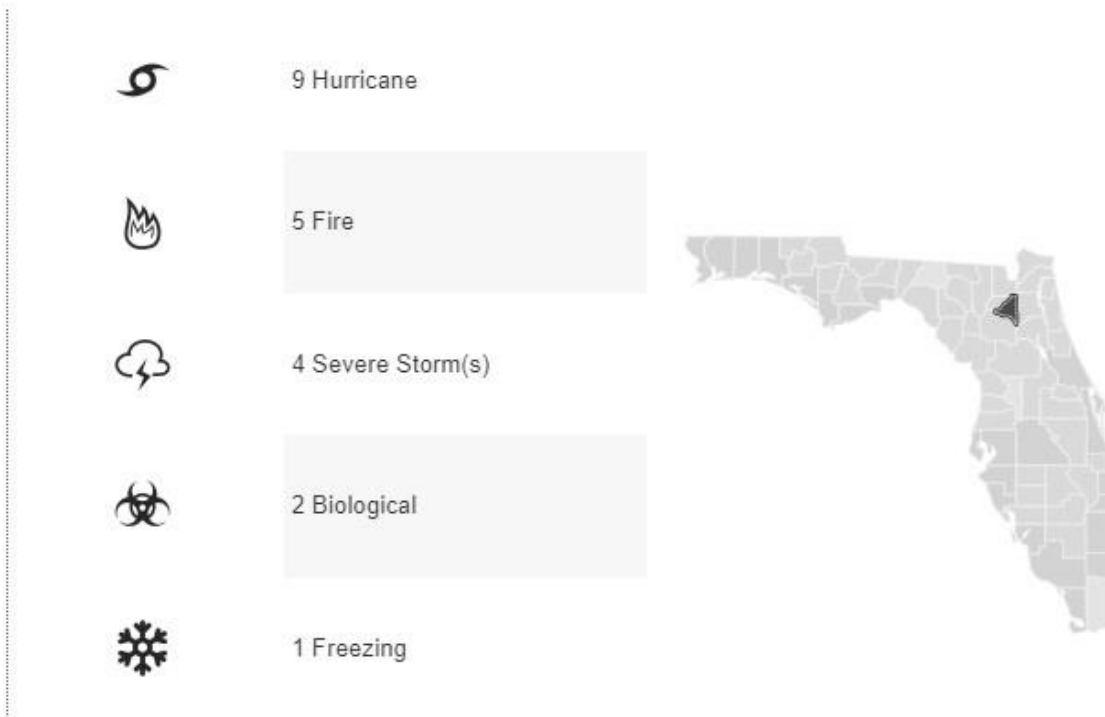 9 Hurricane
5 Fire
4 Severe Storm(s)
2 Biological
1 Freezing